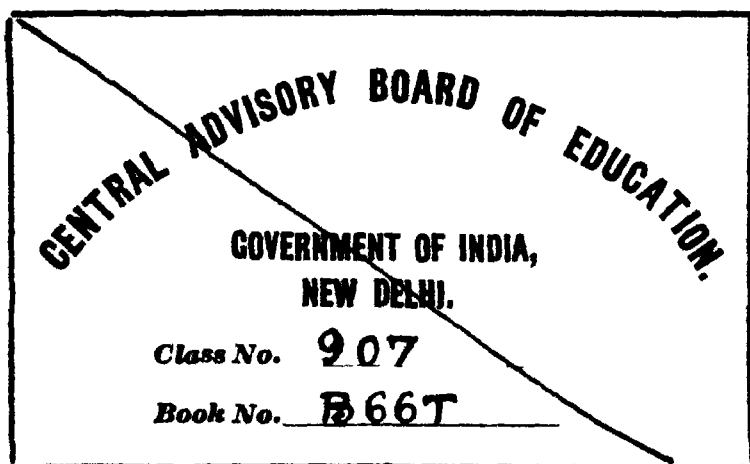 CENTRAL ADVISORY BOARD OF EDUCATION.
GOVERNMENT OF INDIA,
NEW DELHI.
Class No. 907
Book No. B66T